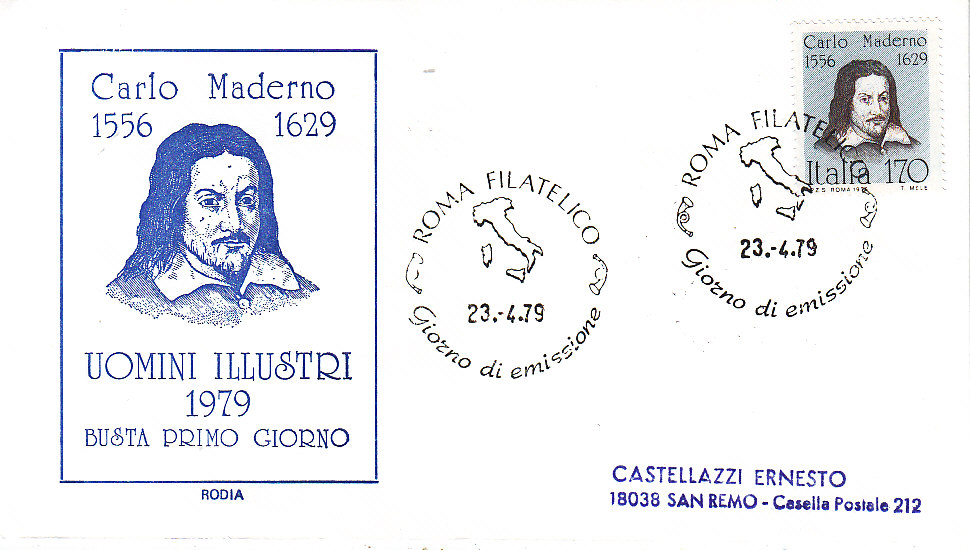 Carlo Maderno
1556 1629
UOMINI ILLUSTRI
1979
BUSTA PRIMO GIORNO
RODIA
ROMA FILATELICO
23.-4.79
Giorno di emissione
Carlo Maderno
1556 1629
Italia 170
ROMA T. MELE
ROMA FILATELICO
23.-4.79
Giorno di emissione
CASTELLAZZI ERNESTO
18038 SAN REMO - Casella Postale 212